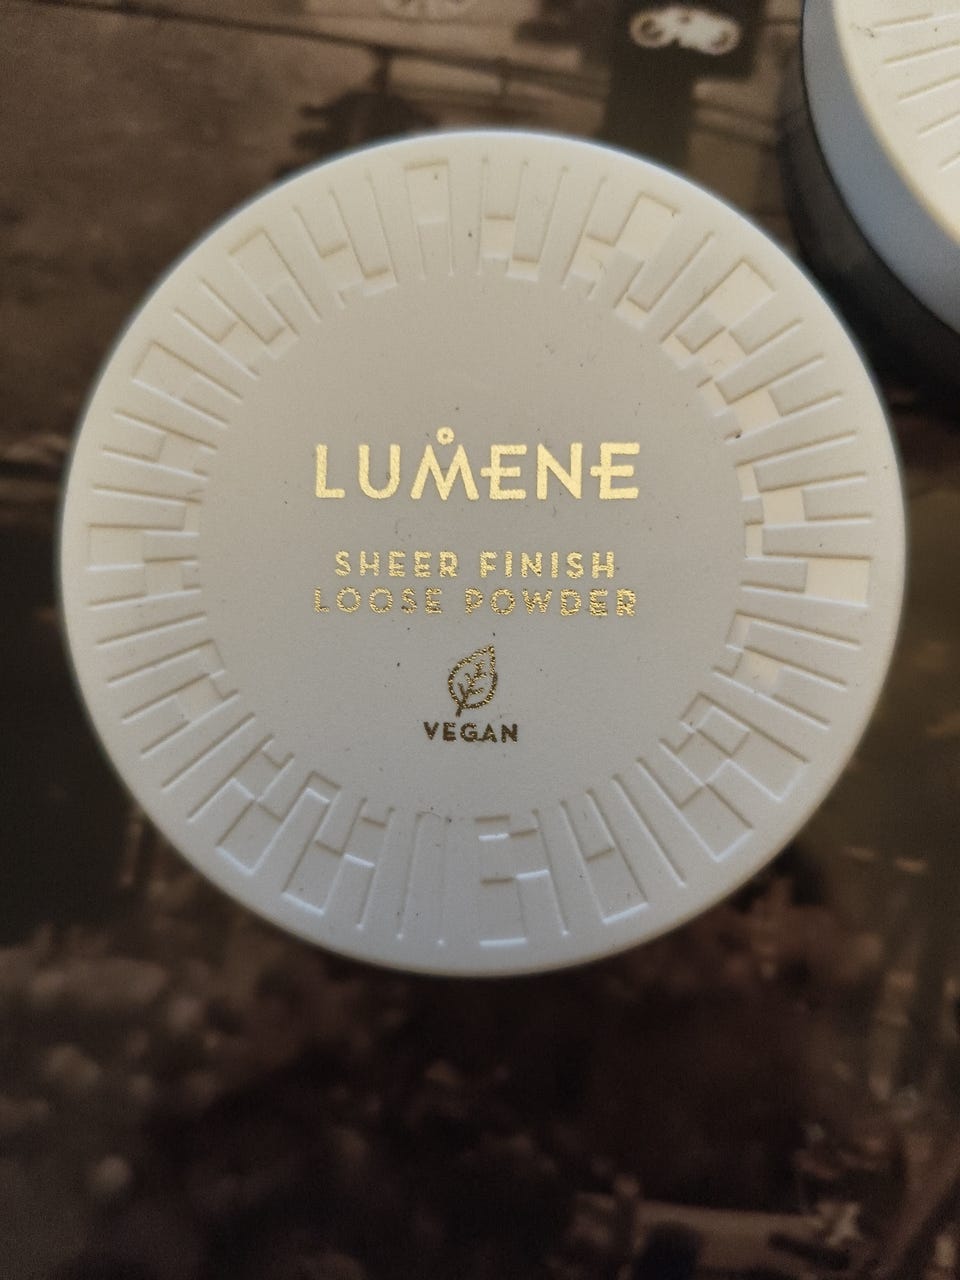 LUMENE
SHEER FINISH
LOOSE POWDER
VEGAN